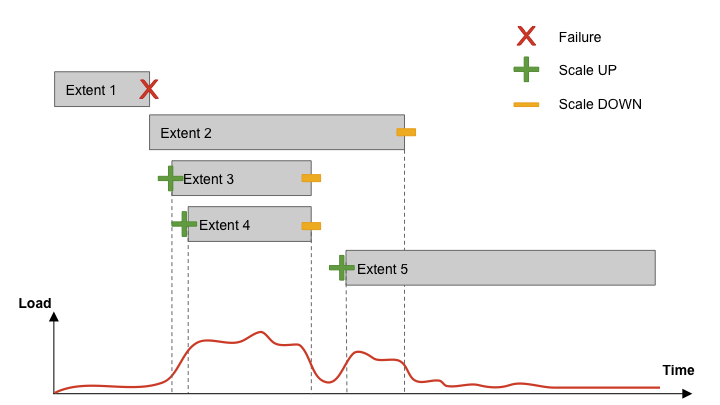 Failure
Scale UP
Scale DOWN
Extent 1
Extent 2
Extent 3
Extent 4
Extent 5
Load
Time